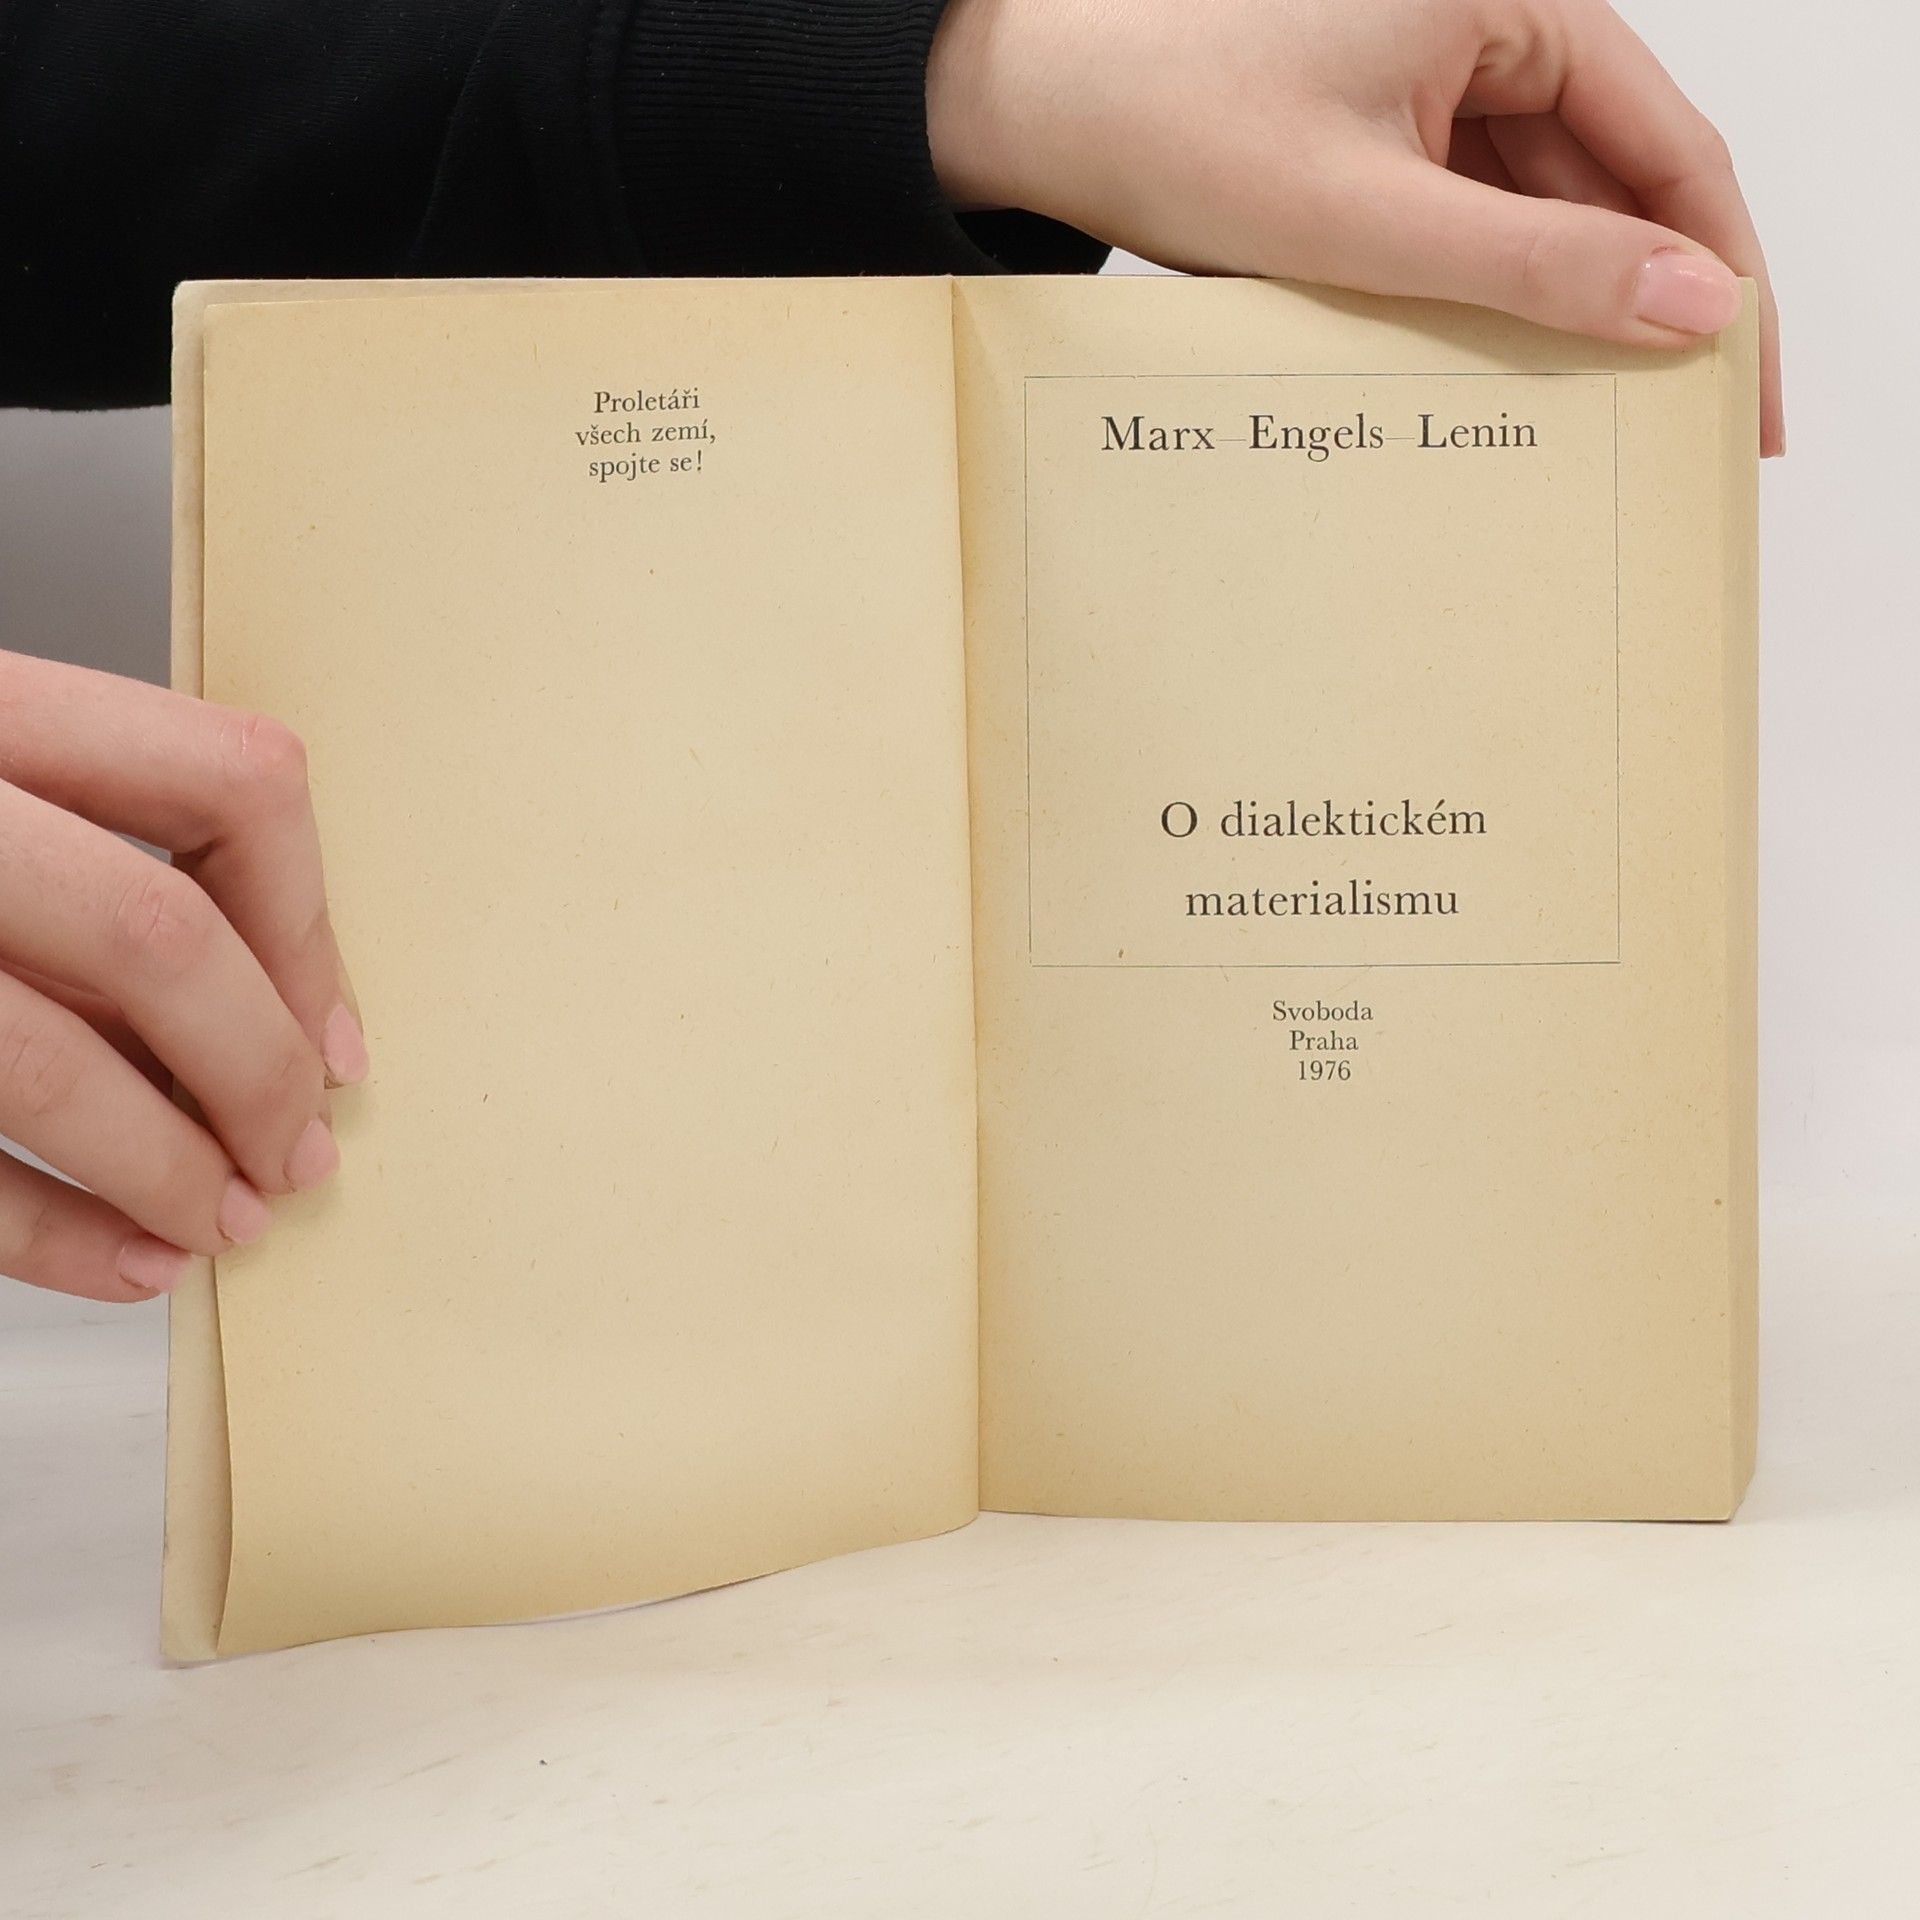 Proletáři
všech zemí,
spojte se!
Marx–Engels–Lenin
O dialektickém
materialismu
Svoboda
Praha
1976